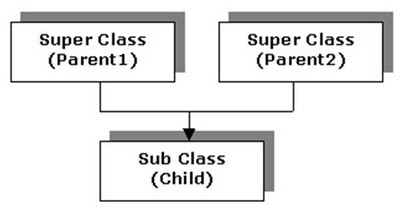 Super Class
(Parent1)
Super Class
(Parent2)
Sub Class
(Child)